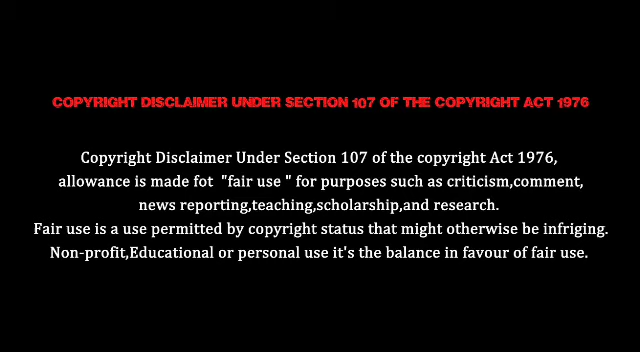 COPYRIGHT DISCLAIMER UNDER SECTION 107 OF THE COPYRIGHT ACT 1976
Copyright Disclaimer Under Section 107 of the copyright Act 1976,
allowance is made fot  "fair use " for purposes such as criticism,comment,
news reporting,teaching,scholarship,and research.
Fair use is a use permitted by copyright status that might otherwise be infriging.
Non-profit,Educational or personal use it's the balance in favour of fair use.